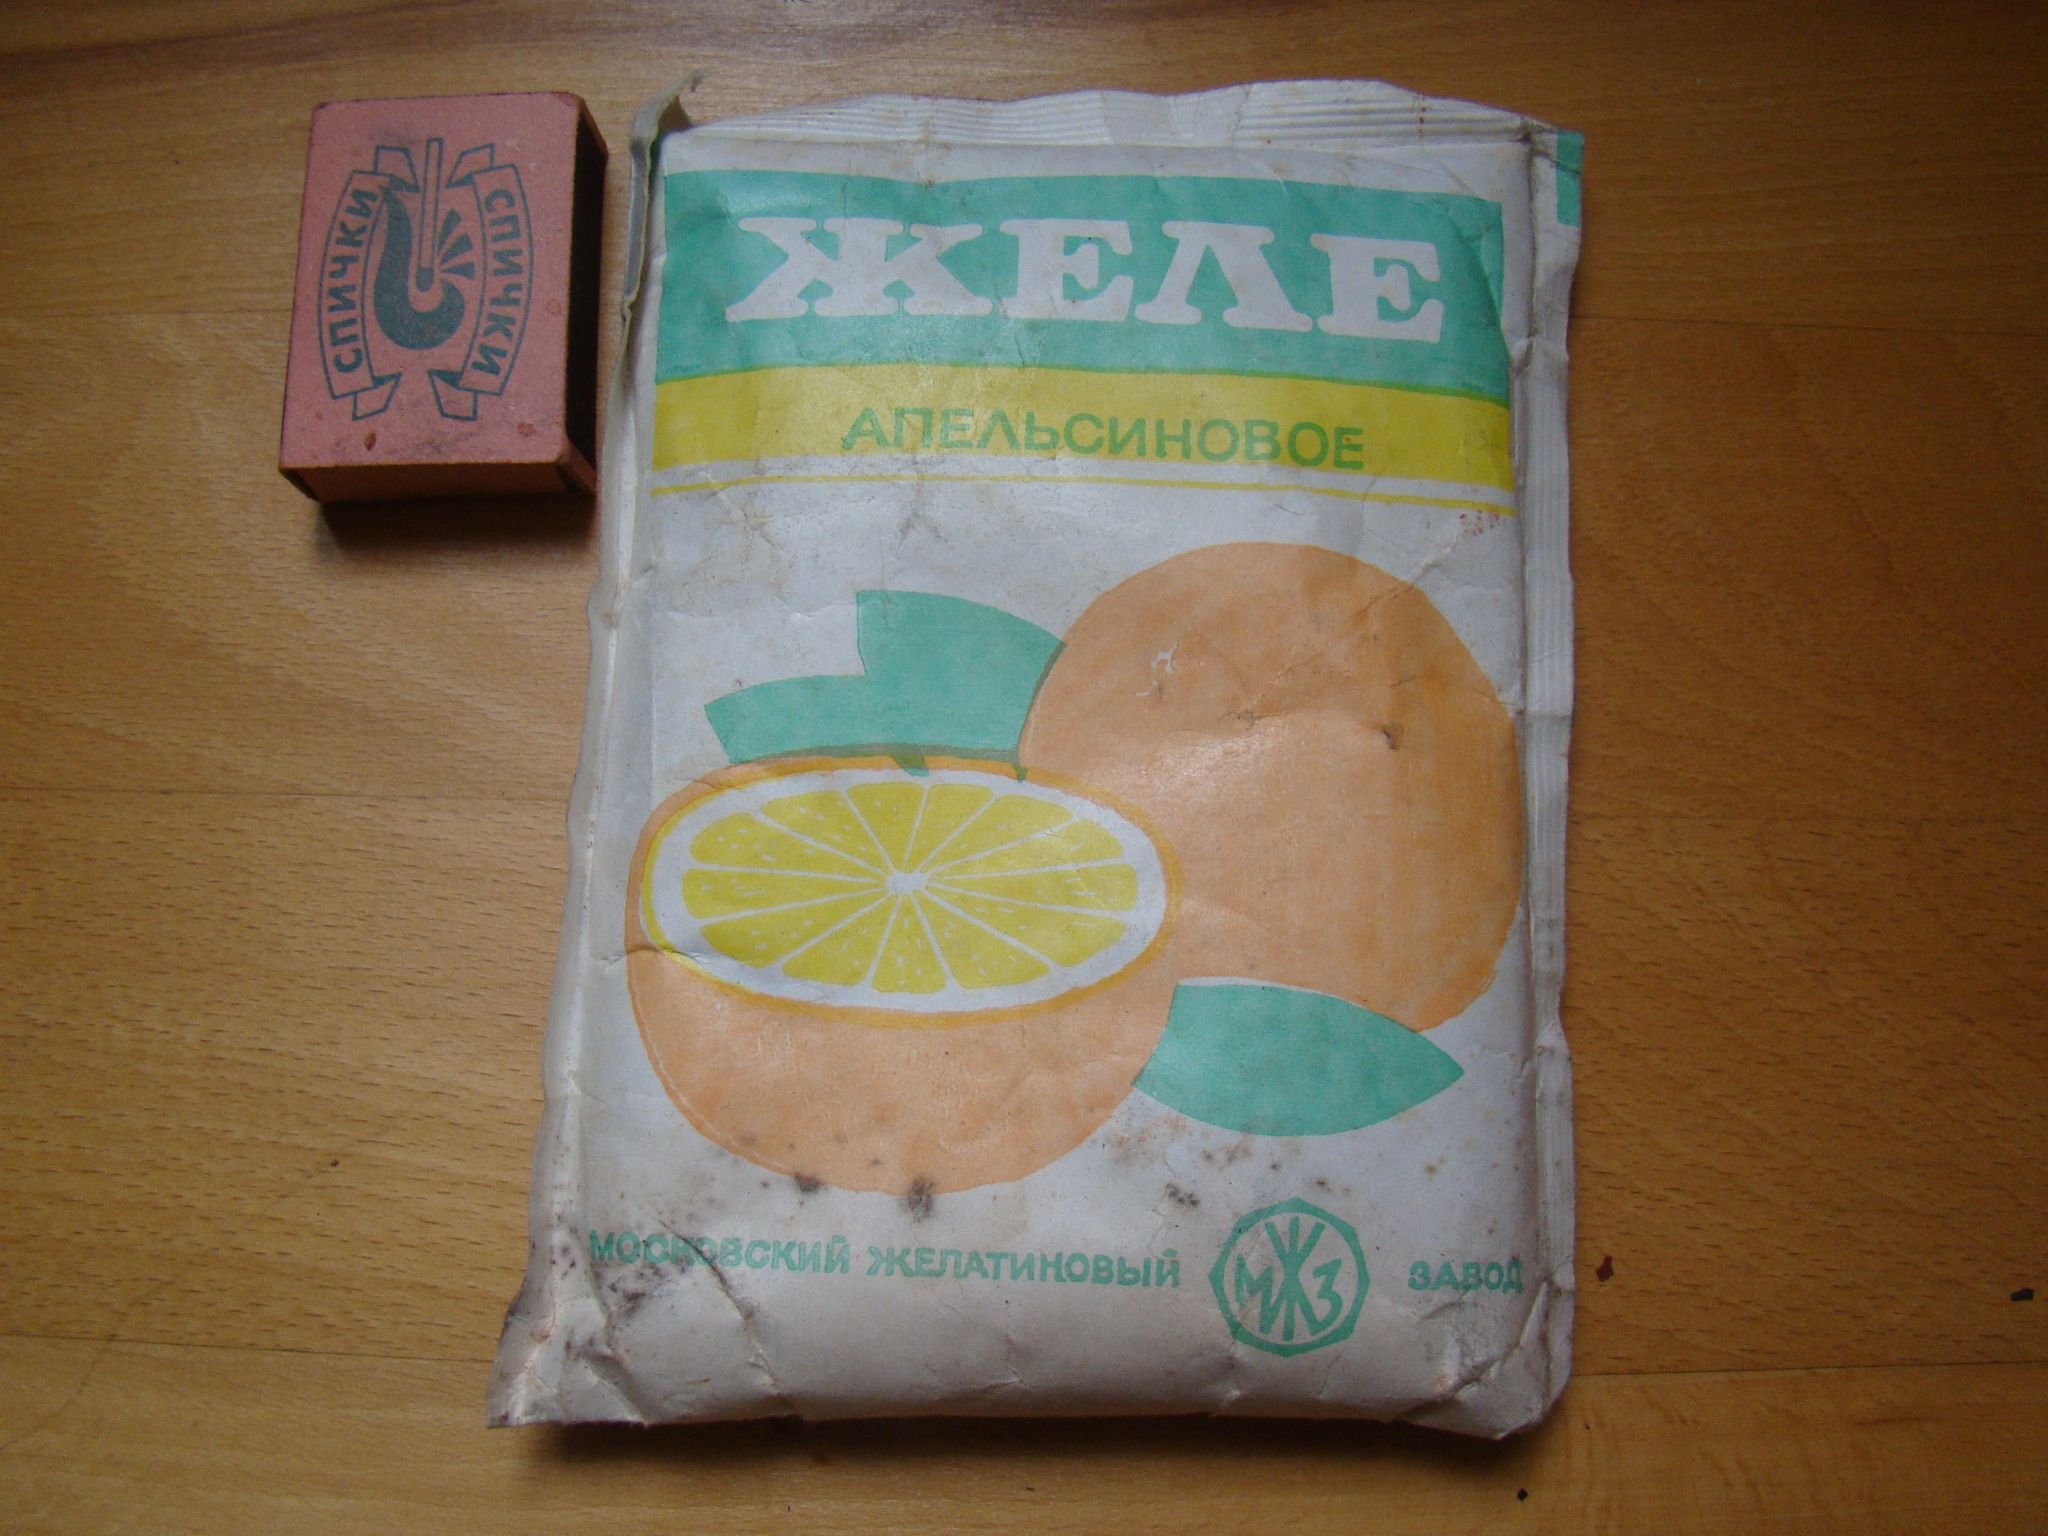 СПИЧКИ
СПИЧКИ
ЖЕЛЕ
АПЕЛЬСИНОВОЕ
МОСКОВСКИЙ ЖЕЛАТИНОВЫЙ МЖЗ ЗАВОД